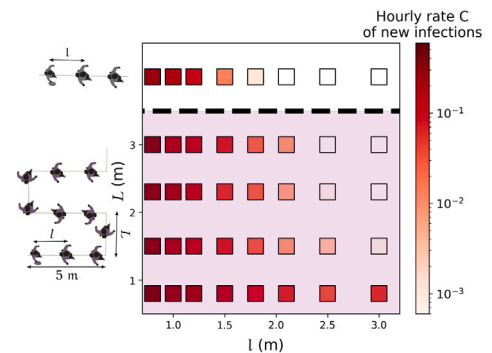 Hourly rate C
of new infections
l
L
l
5 m
L (m)
3
2
1
1.0 1.5 2.0 2.5 3.0
l (m)
10⁻¹
10⁻²
10⁻³